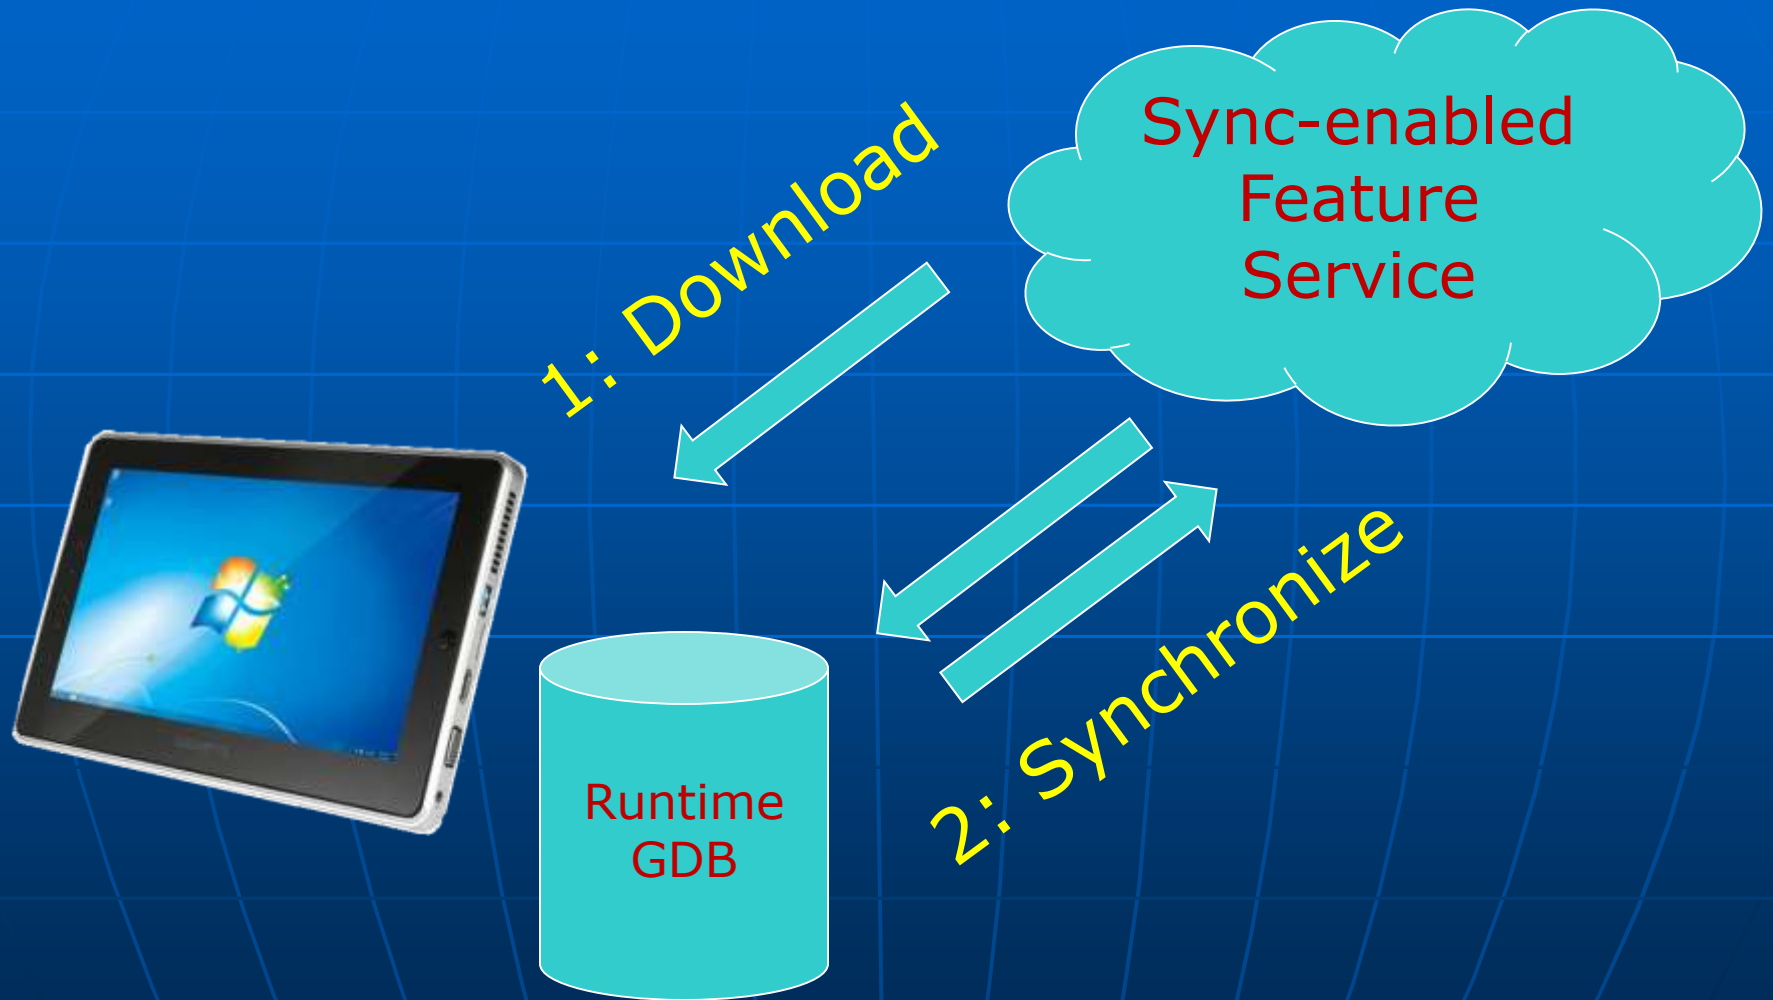 Sync-enabled
Feature
Service
1: Download
2: Synchronize
Runtime
GDB